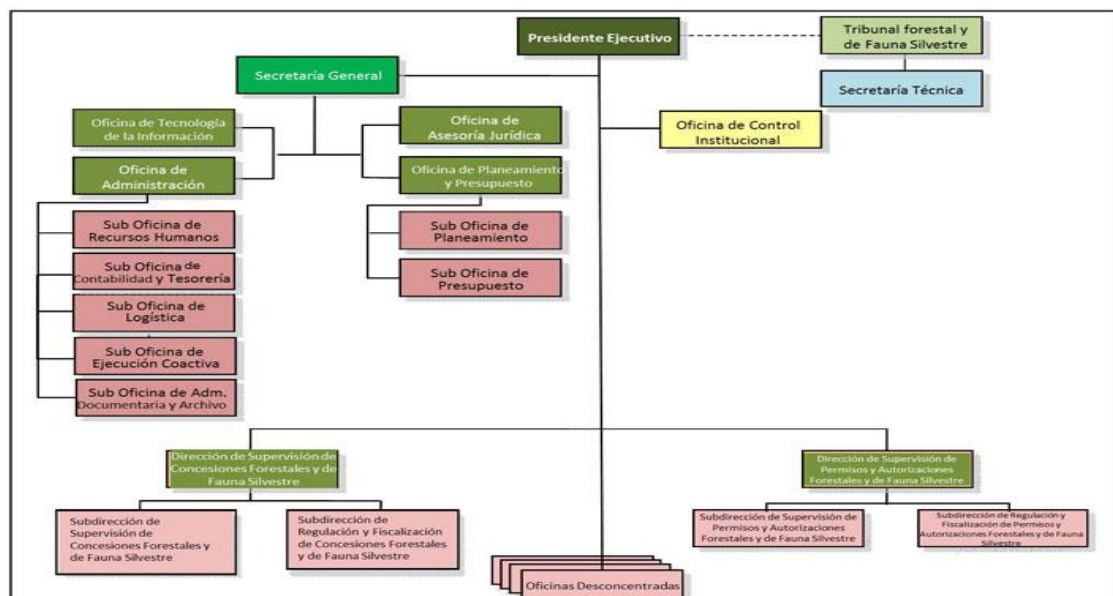 Presidente Ejecutivo
Tribunal forestal y
de Fauna Silvestre
Secretaría General
Secretaría Técnica
Oficina de Tecnología
de la Información
Oficina de
Asesoría Jurídica
Oficina de Control
Institucional
Oficina de
Administración
Oficina de Planeamiento
y Presupuesto
Sub Oficina de
Recursos Humanos
Sub Oficina de
Planeamiento
Sub Oficina de
Contabilidad y Tesorería
Sub Oficina de
Presupuesto
Sub Oficina de
Logística
Sub Oficina de
Ejecución Coactiva
Sub Oficina de Adm.
Documentaria y Archivo
Dirección de Supervisión de
Concesiones Forestales y de
Fauna Silvestre
Dirección de Supervisión de
Permisos y Autorizaciones
Forestales y de Fauna Silvestre
Subdirección de
Supervisión de
Concesiones Forestales y
de Fauna Silvestre
Subdirección de
Regulación y Fiscalización
de Concesiones Forestales
y de Fauna Silvestre
Subdirección de Supervisión de
Permisos y Autorizaciones
Forestales y de Fauna Silvestre
Subdirección de Regulación y
Fiscalización de Permisos y
Autorizaciones Forestales y de Fauna
Silvestre
Oficinas Desconcentradas